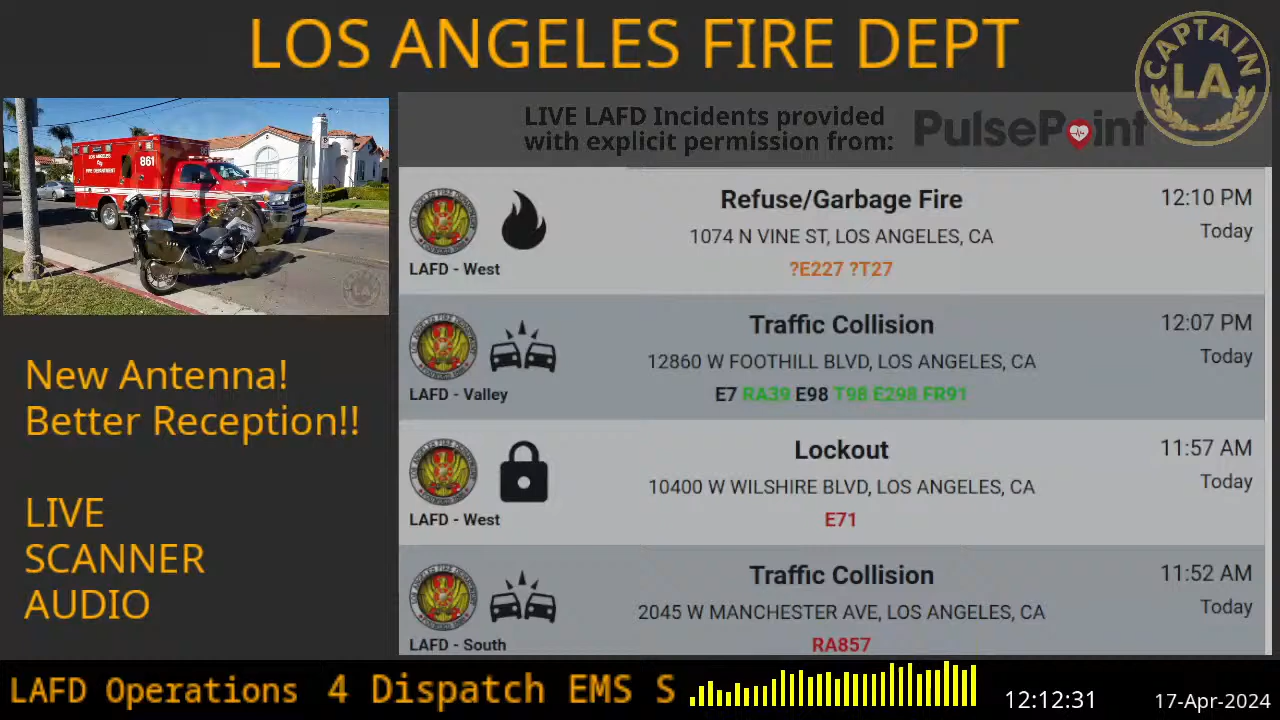 LOS ANGELES FIRE DEPT
CAPTAIN
LA
LIVE LAFD Incidents provided
with explicit permission from:
PulsePoint
LOS ANGELES
FIRE DEPARTMENT
861
LA
Refuse/Garbage Fire
12:10 PM
1074 N VINE ST, LOS ANGELES, CA
Today
LAFD - West
?E227 ?T27
Traffic Collision
12:07 PM
12860 W FOOTHILL BLVD, LOS ANGELES, CA
Today
LAFD - Valley
E7 RA39 E98 T98 E298 FR91
Lockout
11:57 AM
10400 W WILSHIRE BLVD, LOS ANGELES, CA
Today
LAFD - West
E71
Traffic Collision
11:52 AM
2045 W MANCHESTER AVE, LOS ANGELES, CA
Today
LAFD - South
RA857
New Antenna!
Better Reception!!
LIVE
SCANNER
AUDIO
LAFD Operations 4 Dispatch EMS S
12:12:31
17-Apr-2024